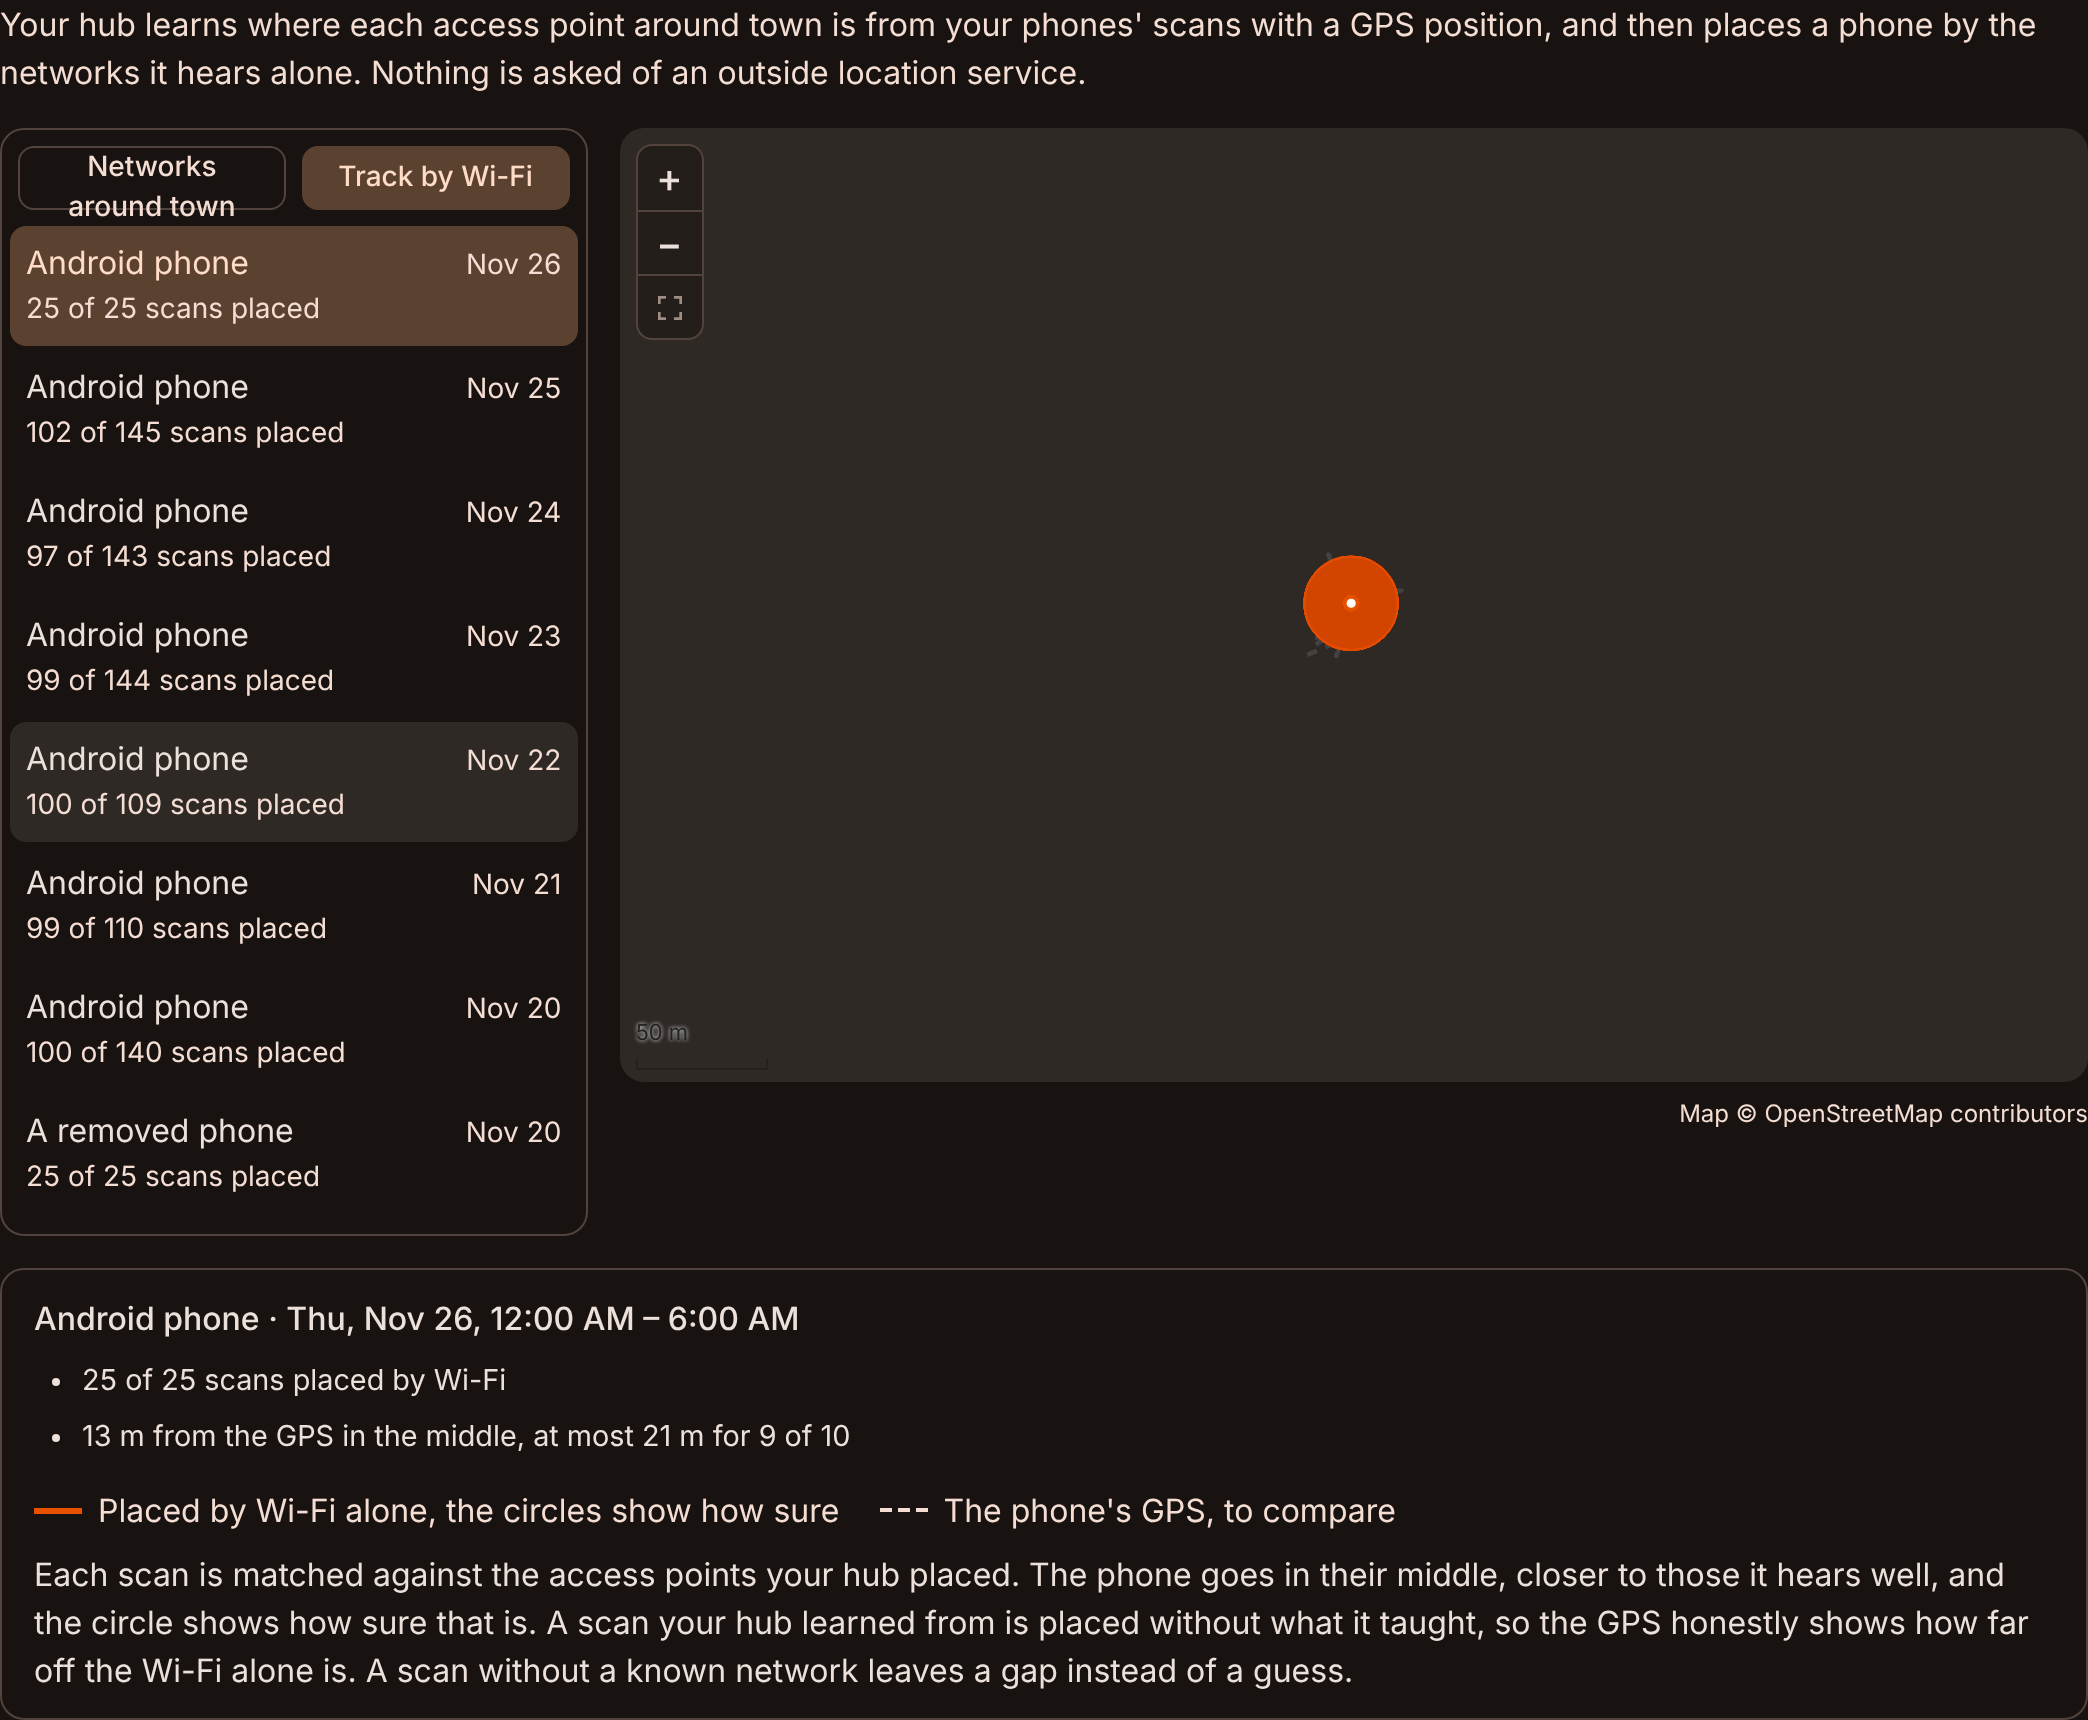 Your hub learns where each access point around town is from your phones' scans with a GPS position, and then places a phone by the
networks it hears alone. Nothing is asked of an outside location service.
Networks
around town
Track by Wi-Fi
Android phone
Nov 26
25 of 25 scans placed
Android phone
Nov 25
102 of 145 scans placed
Android phone
Nov 24
97 of 143 scans placed
Android phone
Nov 23
99 of 144 scans placed
Android phone
Nov 22
100 of 109 scans placed
Android phone
Nov 21
99 of 110 scans placed
Android phone
Nov 20
100 of 140 scans placed
A removed phone
Nov 20
25 of 25 scans placed
+
−
50 m
Map © OpenStreetMap contributors
Android phone · Thu, Nov 26, 12:00 AM – 6:00 AM
• 25 of 25 scans placed by Wi-Fi
• 13 m from the GPS in the middle, at most 21 m for 9 of 10
Placed by Wi-Fi alone, the circles show how sure
The phone's GPS, to compare
Each scan is matched against the access points your hub placed. The phone goes in their middle, closer to those it hears well, and
the circle shows how sure that is. A scan your hub learned from is placed without what it taught, so the GPS honestly shows how far
off the Wi-Fi alone is. A scan without a known network leaves a gap instead of a guess.